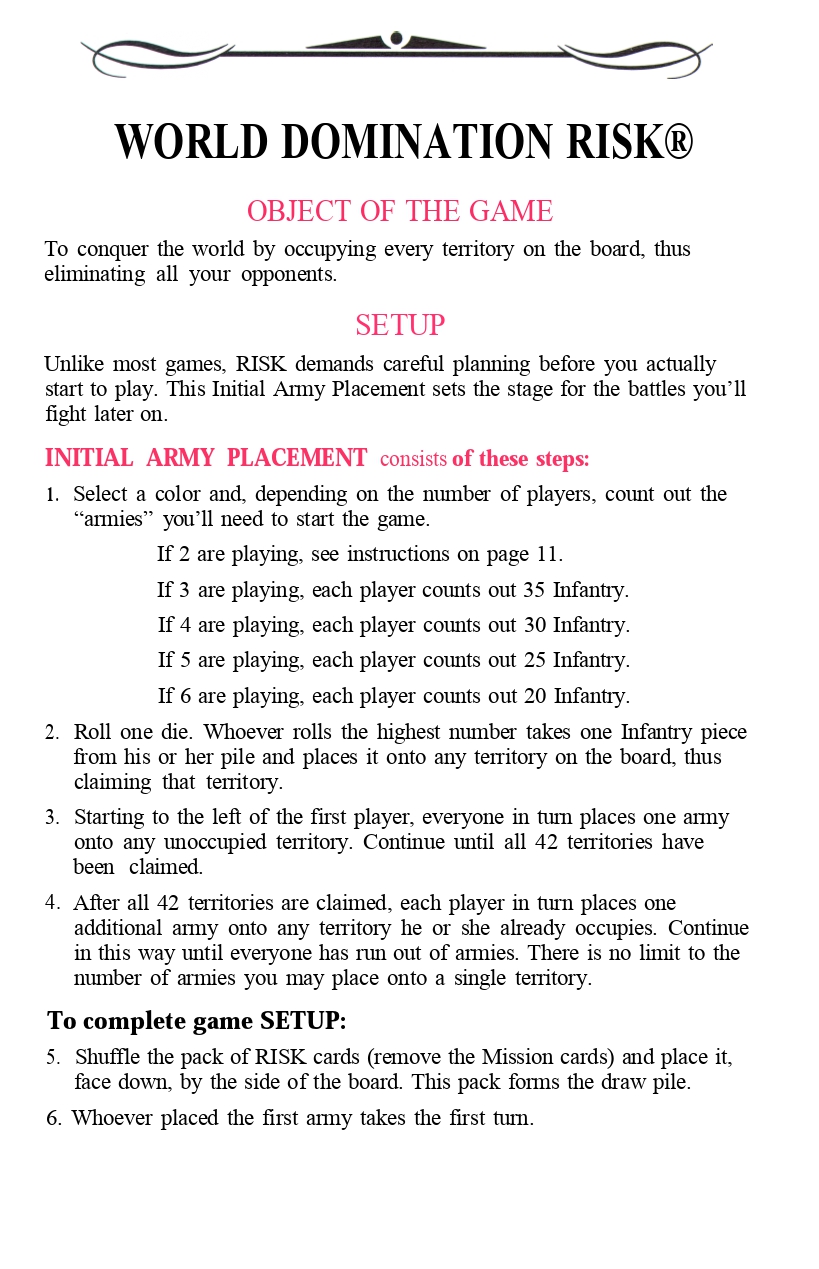 WORLD DOMINATION RISK®
OBJECT OF THE GAME
To conquer the world by occupying every territory on the board, thus
eliminating all your opponents.
SETUP
Unlike most games, RISK demands careful planning before you actually
start to play. This Initial Army Placement sets the stage for the battles you’ll
fight later on.
INITIAL ARMY PLACEMENT consists of these steps:
1. Select a color and, depending on the number of players, count out the
“armies” you’ll need to start the game.
If 2 are playing, see instructions on page 11.
If 3 are playing, each player counts out 35 Infantry.
If 4 are playing, each player counts out 30 Infantry.
If 5 are playing, each player counts out 25 Infantry.
If 6 are playing, each player counts out 20 Infantry.
2. Roll one die. Whoever rolls the highest number takes one Infantry piece
from his or her pile and places it onto any territory on the board, thus
claiming that territory.
3. Starting to the left of the first player, everyone in turn places one army
onto any unoccupied territory. Continue until all 42 territories have
been claimed.
4. After all 42 territories are claimed, each player in turn places one
additional army onto any territory he or she already occupies. Continue
in this way until everyone has run out of armies. There is no limit to the
number of armies you may place onto a single territory.
To complete game SETUP:
5. Shuffle the pack of RISK cards (remove the Mission cards) and place it,
face down, by the side of the board. This pack forms the draw pile.
6. Whoever placed the first army takes the first turn.